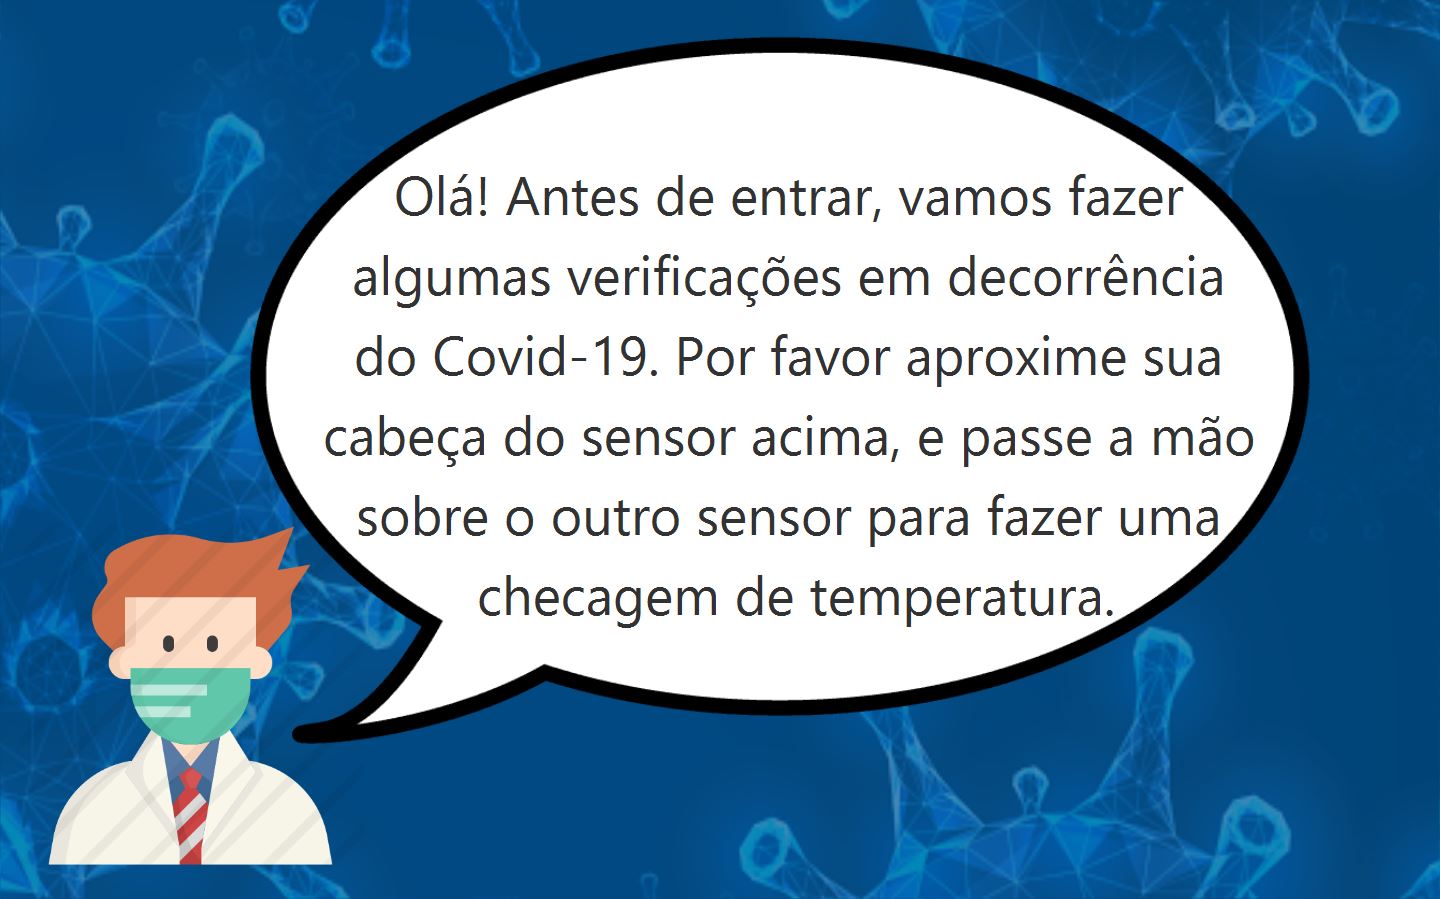 Olá! Antes de entrar, vamos fazer
algumas verificações em decorrência
do Covid-19. Por favor aproxime sua
cabeça do sensor acima, e passe a mão
sobre o outro sensor para fazer uma
checagem de temperatura.